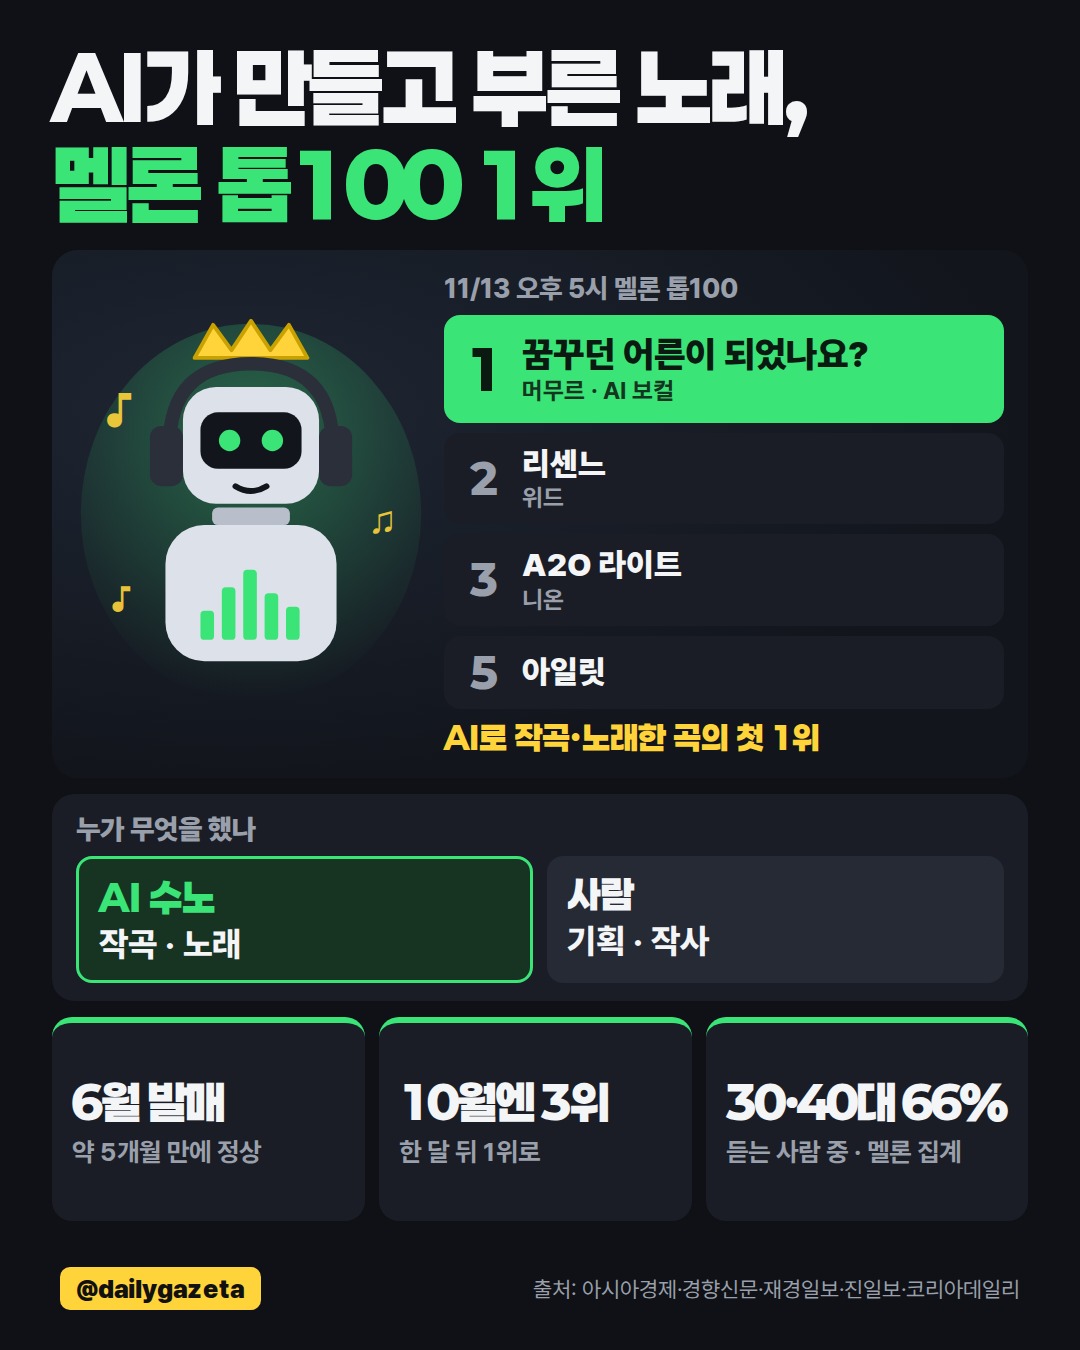 AI가 만들고 부른 노래,
멜론 톱100 1위
11/13 오후 5시 멜론 톱100
1 꿈꾸던 어른이 되었나요?
머무르 · AI 보컬
2 리센느
위드
3 A2O 라이트
니온
5 아일릿
AI로 작곡·노래한 곡의 첫 1위
누가 무엇을 했나
AI 수노
작곡 · 노래
사람
기획 · 작사
6월 발매
약 5개월 만에 정상
10월엔 3위
한 달 뒤 1위로
30·40대 66%
듣는 사람 중 · 멜론 집계
@dailygazeta
출처: 아시아경제·경향신문·재경일보·진일보·코리아데일리